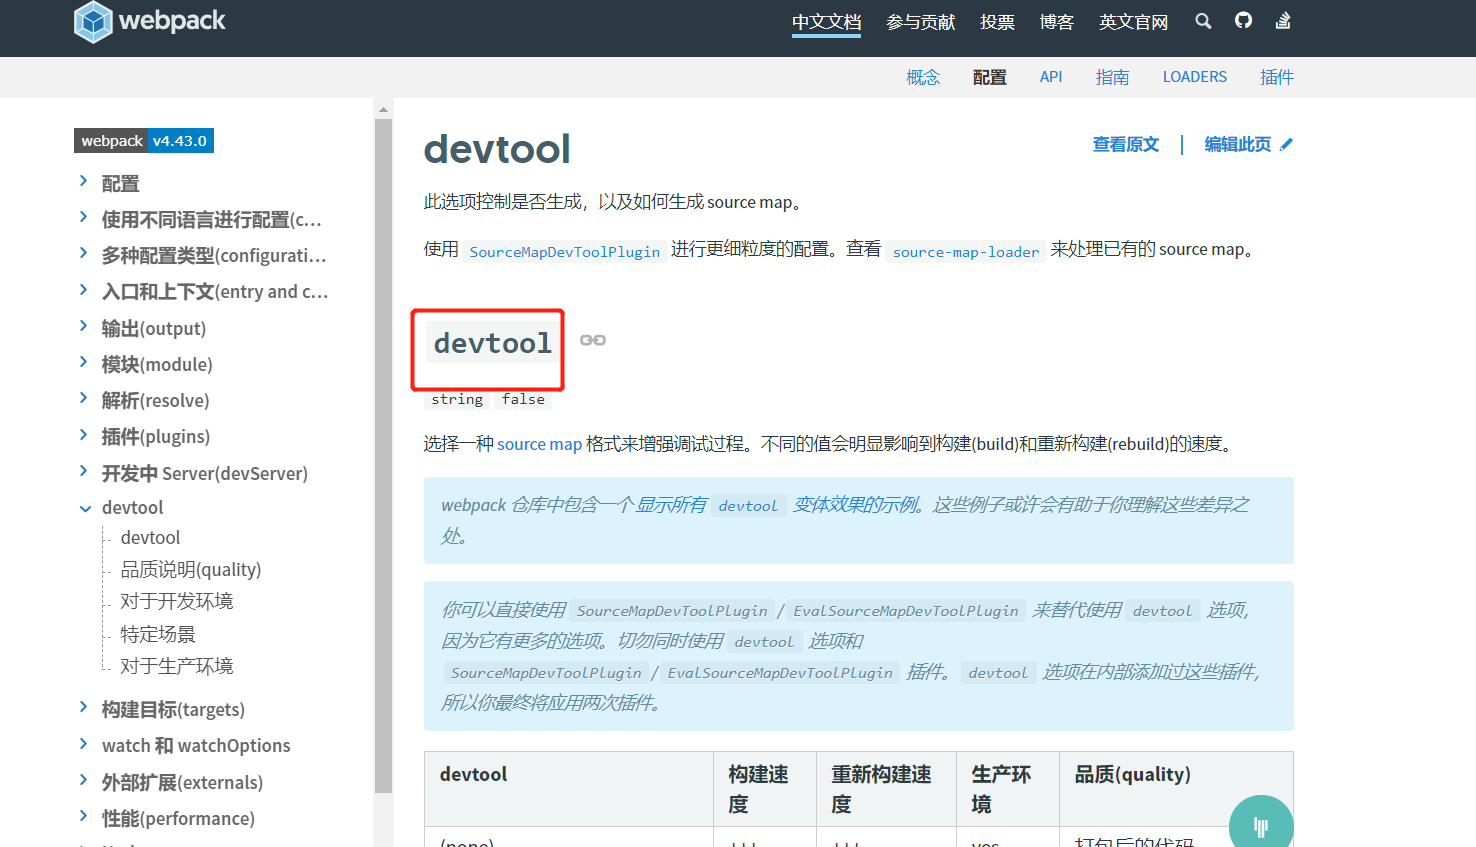 webpack
中文文档 参与贡献 投票 博客 英文官网
概念 配置 API 指南 LOADERS 插件
webpack v4.43.0
配置
使用不同语言进行配置(c...
多种配置类型(configurati...
入口和上下文(entry and c...
输出(output)
模块(module)
解析(resolve)
插件(plugins)
开发中 Server(devServer)
devtool
devtool
品质说明(quality)
对于开发环境
特定场景
对于生产环境
构建目标(targets)
watch 和 watchOptions
外部扩展(externals)
性能(performance)
devtool
查看原文 | 编辑此页
此选项控制是否生成，以及如何生成 source map。
使用 SourceMapDevToolPlugin 进行更细粒度的配置。查看 source-map-loader 来处理已有的 source map。
devtool
string false
选择一种 source map 格式来增强调试过程。不同的值会明显影响到构建(build)和重新构建(rebuild)的速度。
webpack 仓库中包含一个 显示所有 devtool 变体效果的示例。这些例子或许会有助于你理解这些差异之
处。
你可以直接使用 SourceMapDevToolPlugin / EvalSourceMapDevToolPlugin 来替代使用 devtool 选项，
因为它有更多的选项。切勿同时使用 devtool 选项和
SourceMapDevToolPlugin / EvalSourceMapDevToolPlugin 插件。 devtool 选项在内部添加过这些插件，
所以你最终将应用两次插件。
devtool 构建速度 重新构建速度 生产环境 品质(quality)
(none) +++ +++ yes 打包后的代码